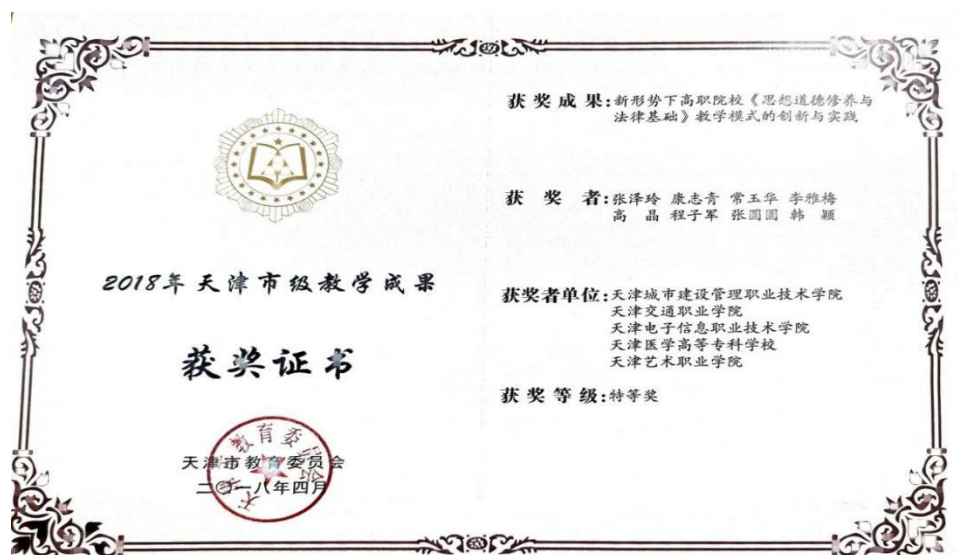 2018年天津市级教学成果
获奖证书
天津市教育委员会
二〇一八年四月
获奖成果:新形势下高职院校《思想道德修养与
法律基础》教学模式的创新与实践
获奖者:张泽玲 康志青 常玉华 李雅梅
高晶 程子军 张圆圆 韩颖
获奖者单位:天津城市建设管理职业技术学院
天津交通职业学院
天津电子信息职业技术学院
天津医学高等专科学校
天津艺术职业学院
获奖等级:特等奖